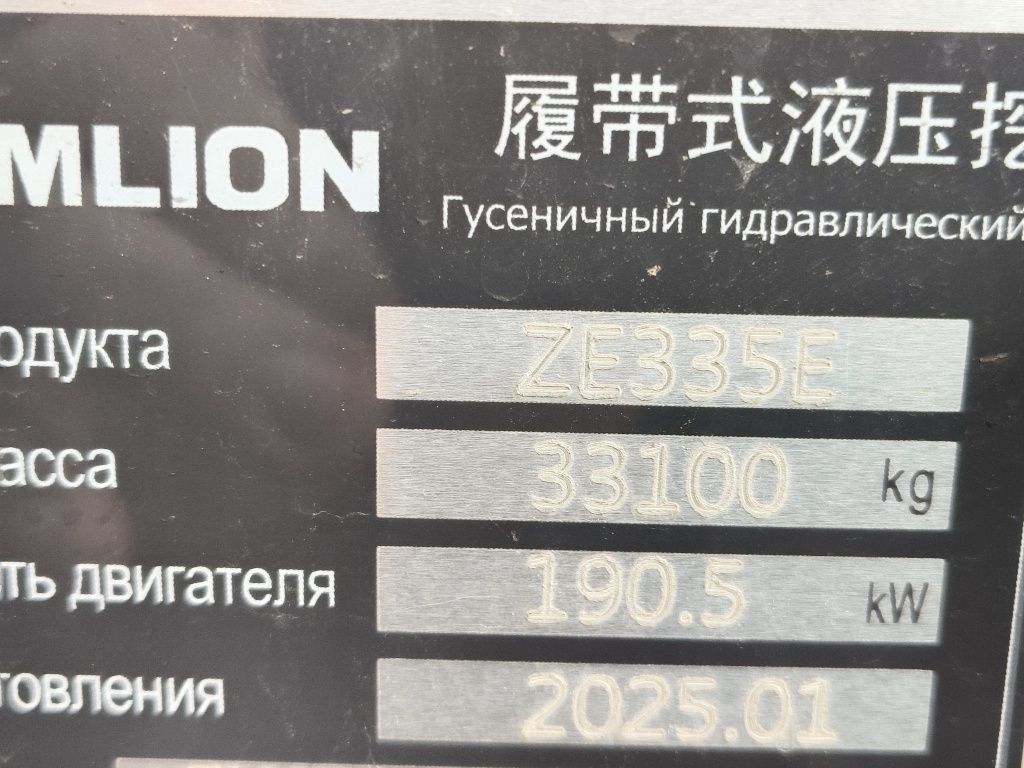 MLION
履带式液压挖
Гусеничный гидравлический
одукта ZE335E
асса 33100 kg
сть двигателя 190.5 kW
товления 2025.01